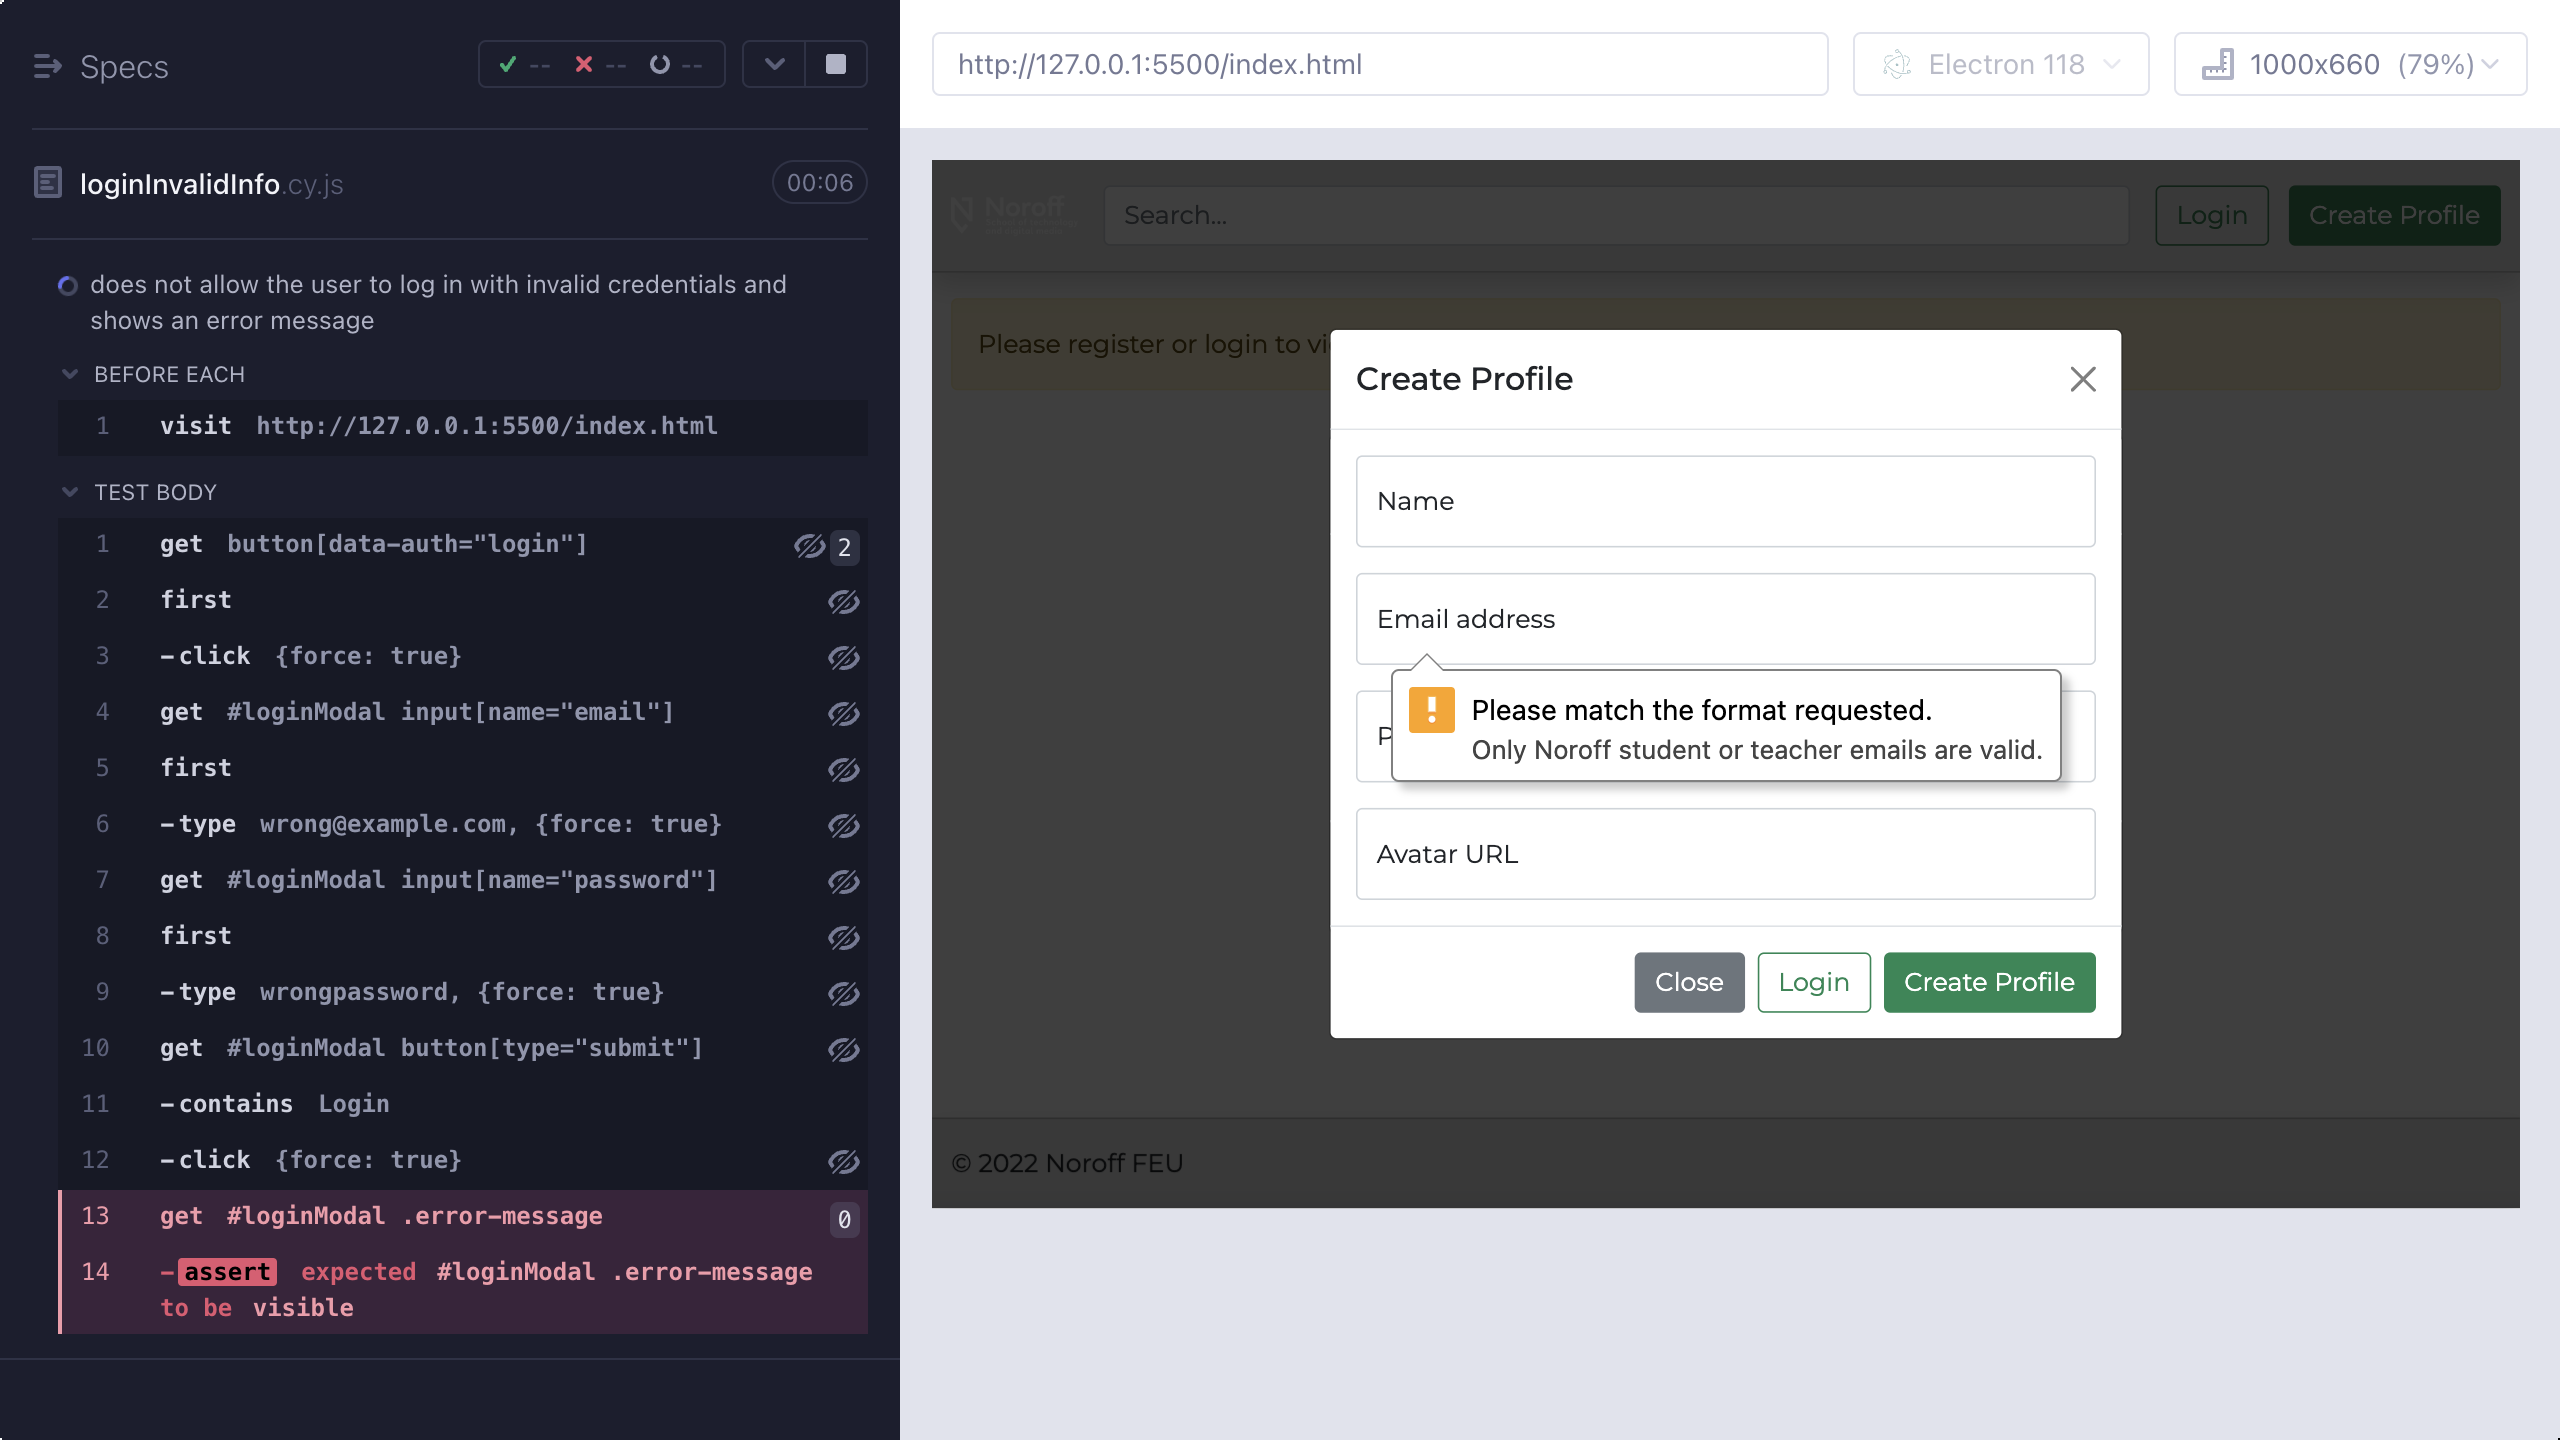 Specs
-- -- --
loginInvalidInfo.cy.js
00:06
does not allow the user to log in with invalid credentials and
shows an error message
BEFORE EACH
1 visit http://127.0.0.1:5500/index.html
TEST BODY
1 get button[data-auth="login"] 2
2 first
3 -click {force: true}
4 get #loginModal input[name="email"]
5 first
6 -type wrong@example.com, {force: true}
7 get #loginModal input[name="password"]
8 first
9 -type wrongpassword, {force: true}
10 get #loginModal button[type="submit"]
11 -contains Login
12 -click {force: true}
13 get #loginModal .error-message 0
14 -assert expected #loginModal .error-message
to be visible
http://127.0.0.1:5500/index.html
Electron 118
1000x660 (79%)
Noroff
Search...
Login
Create Profile
Please register or login to vi
Create Profile
Name
Email address
P
Please match the format requested.
Only Noroff student or teacher emails are valid.
Avatar URL
Close
Login
Create Profile
© 2022 Noroff FEU